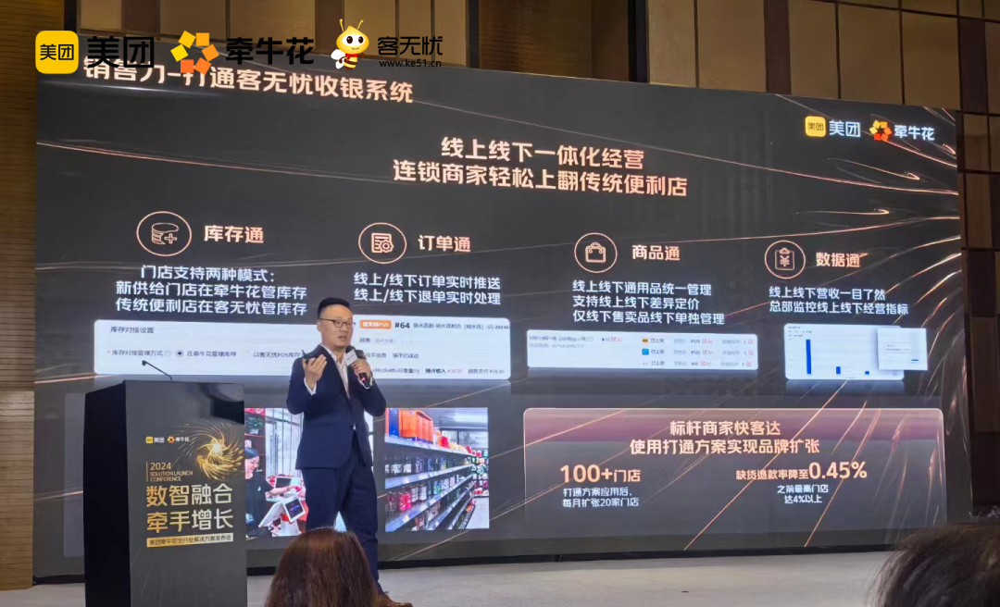 美团 美团 牵牛花 客无忧
www.ke51.cn
销售力-打通客无忧收银系统
美团 美团 牵牛花
线上线下一体化经营
连锁商家轻松上翻传统便利店
库存通
门店支持两种模式：
新供给门店在牵牛花管库存
传统便利店在客无忧管库存
订单通
线上/线下订单实时推送
线上/线下退单实时处理
商品通
线上线下通用品统一管理
支持线上线下差异定价
仅线下售卖品线下单独管理
数据通
线上线下营收一目了然
总部监控线上线下经营指标
库存对接设置
库存对接管理方式
在牵牛花管理库存
以客无忧POS库存
#64
预计收入
标杆商家快客达
使用打通方案实现品牌扩张
100+门店
打通方案应用后，
每月扩张20家门店
缺货退款率降至0.45%
之前最高门店
达4%以上
美团 牵牛花
2024
SOLUTION LAUNCH
CONFERENCE
数智融合
牵手增长
美团牵牛花全行业解决方案发布会